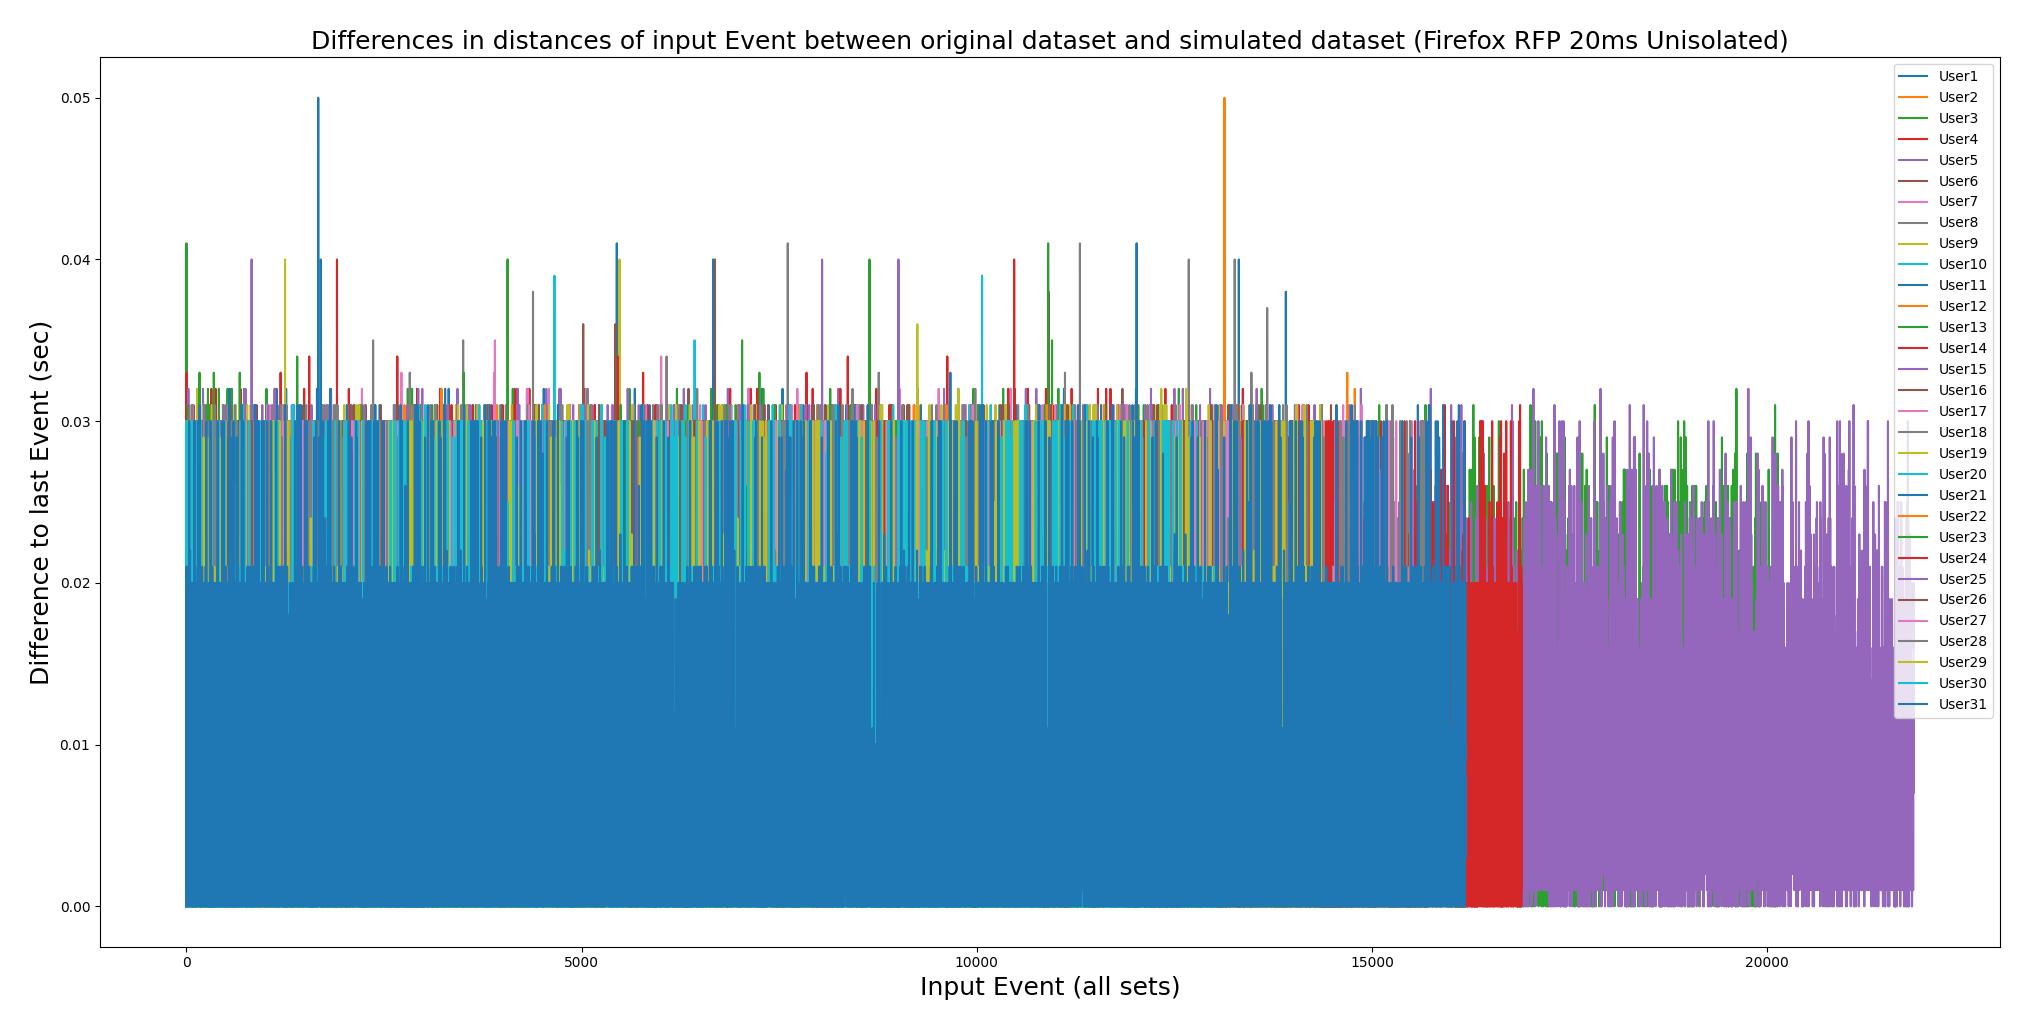 Differences in distances of input Event between original dataset and simulated dataset (Firefox RFP 20ms Unisolated)
Difference to last Event (sec)
0.05
0.04
0.03
0.02
0.01
0.00
0
5000
10000
15000
20000
Input Event (all sets)
User1
User2
User3
User4
User5
User6
User7
User8
User9
User10
User11
User12
User13
User14
User15
User16
User17
User18
User19
User20
User21
User22
User23
User24
User25
User26
User27
User28
User29
User30
User31